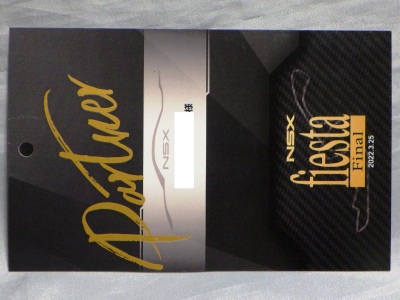 Partner
NSX
様
NSX
fiesta
Final
2022.3.25